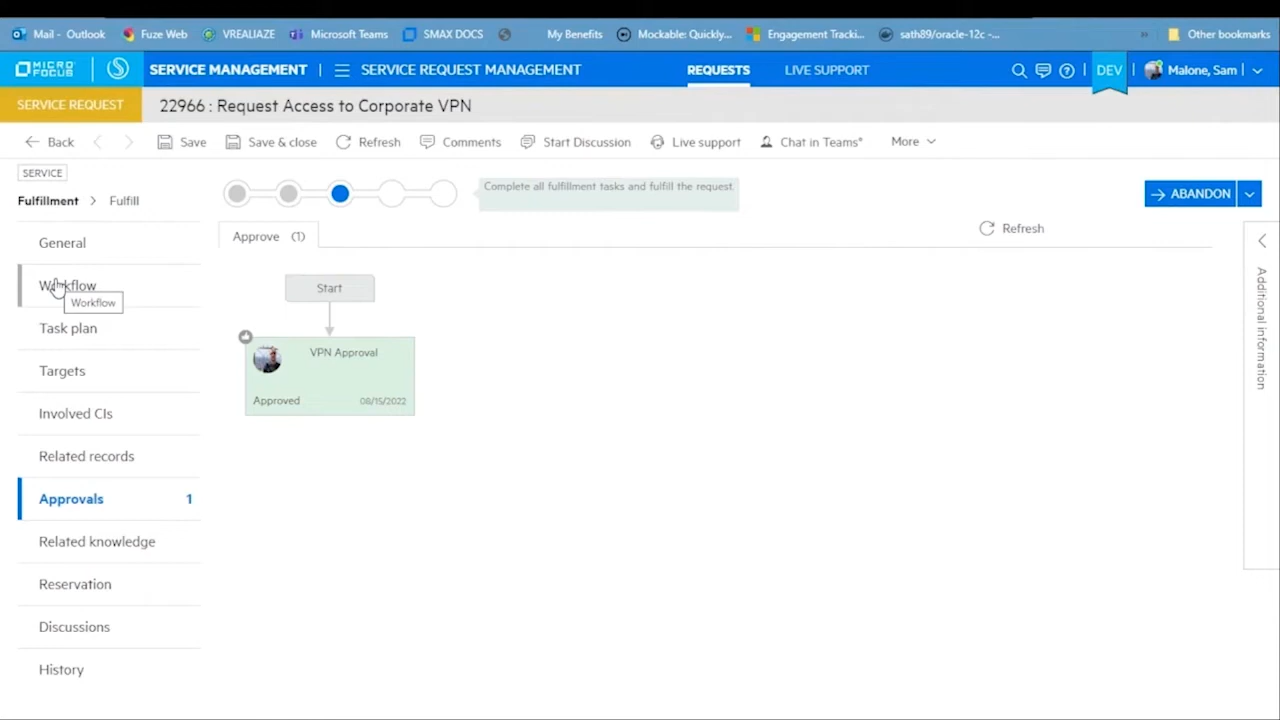 Mail - Outlook Fuze Web VREALIAZE Microsoft Teams SMAX DOCS My Benefits Mockable: Quickly... Engagement Tracki... sath89/oracle-12c -... » Other bookmarks
MICRO FOCUS SERVICE MANAGEMENT | SERVICE REQUEST MANAGEMENT REQUESTS LIVE SUPPORT DEV Malone, Sam
SERVICE REQUEST 22966 : Request Access to Corporate VPN
Back Save Save & close Refresh Comments Start Discussion Live support Chat in Teams* More
SERVICE
Fulfillment > Fulfill
Complete all fulfillment tasks and fulfill the request.
ABANDON
Approve (1)
Refresh
General
Workflow
Workflow
Task plan
Targets
Involved CIs
Related records
Approvals 1
Related knowledge
Reservation
Discussions
History
Start
VPN Approval
Approved 08/15/2022
Additional information